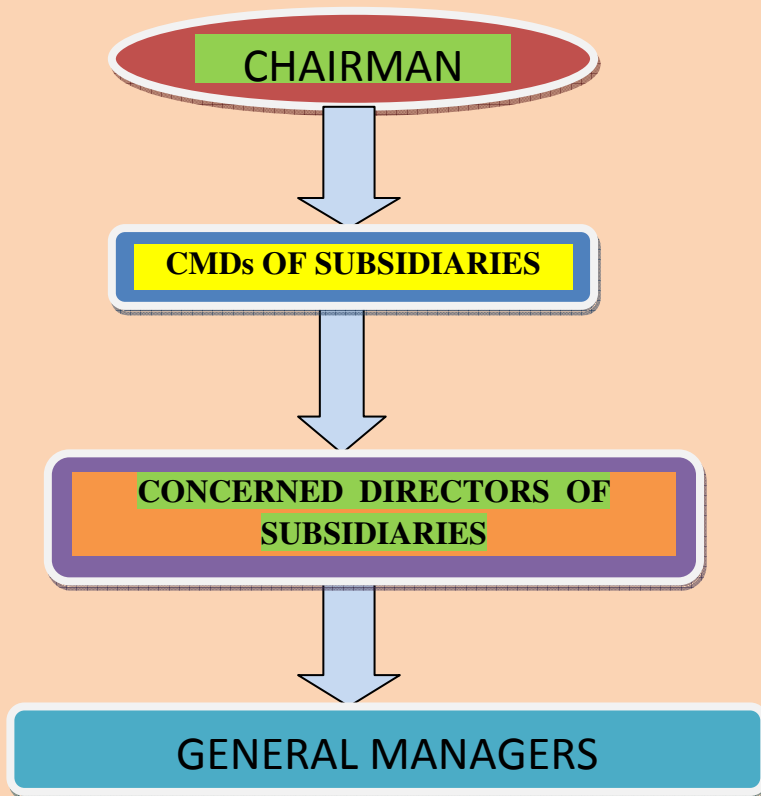 CHAIRMAN
CMDs OF SUBSIDIARIES
CONCERNED DIRECTORS OF
SUBSIDIARIES
GENERAL MANAGERS